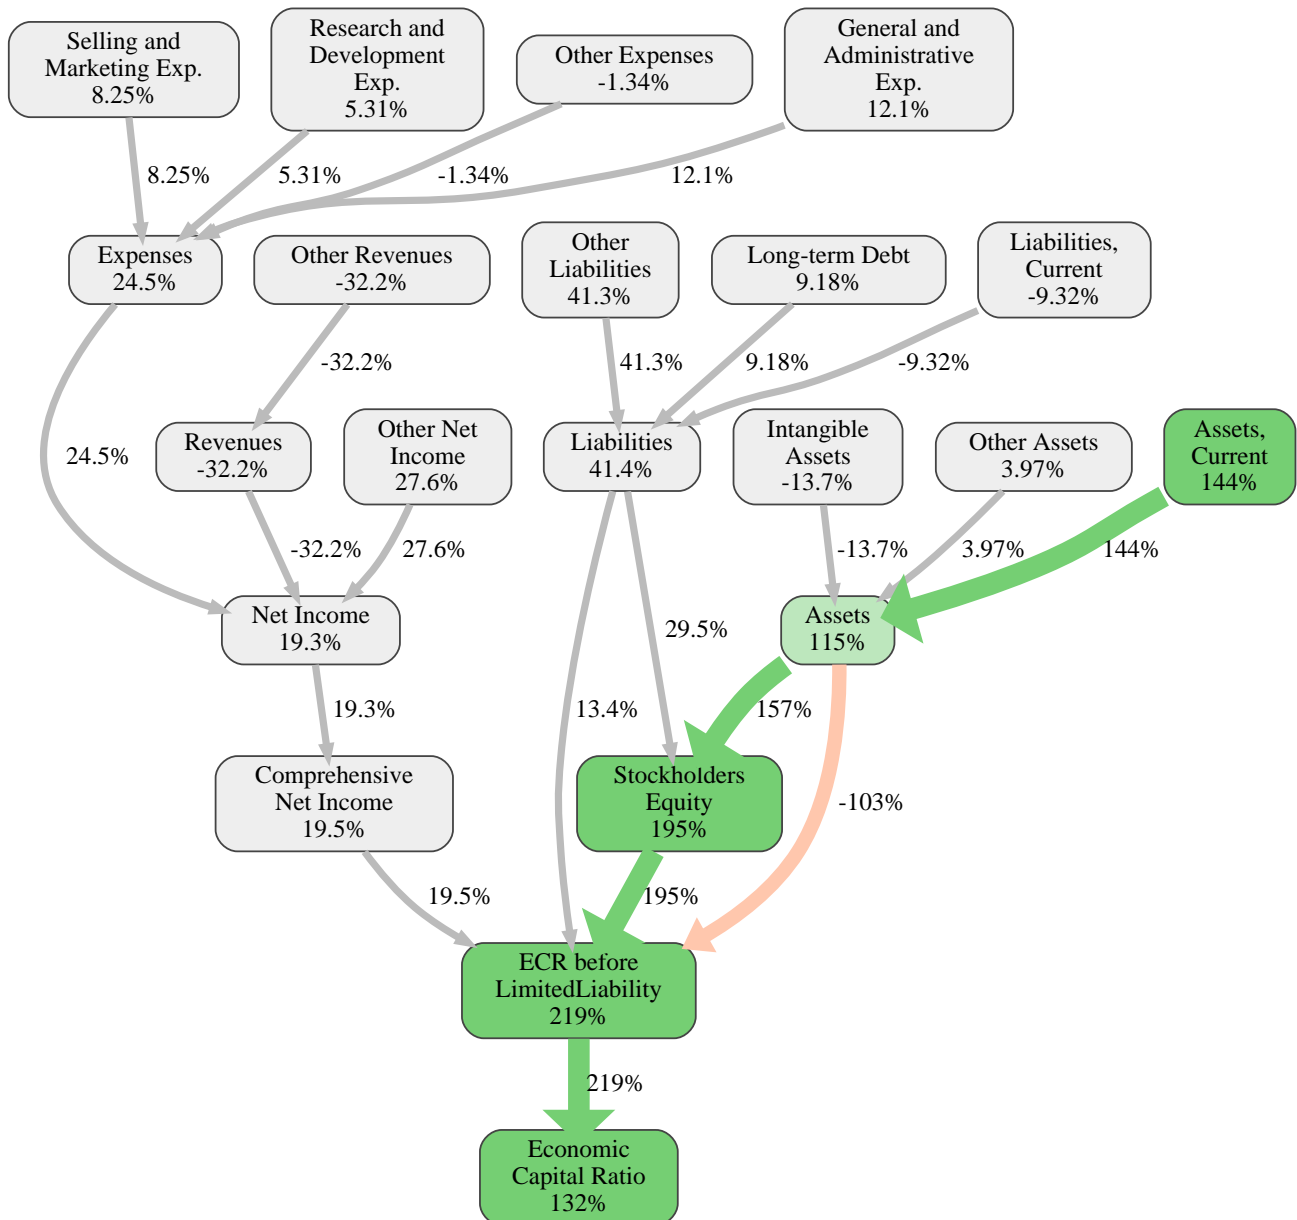 Selling and
Marketing Exp.
8.25%
Research and
Development
Exp.
5.31%
Other Expenses
-1.34%
General and
Administrative
Exp.
12.1%
8.25%
5.31%
-1.34%
12.1%
Expenses
24.5%
Other Revenues
-32.2%
Other
Liabilities
41.3%
Long-term Debt
9.18%
Liabilities,
Current
-9.32%
-32.2%
41.3%
9.18%
-9.32%
24.5%
Revenues
-32.2%
Other Net
Income
27.6%
Liabilities
41.4%
Intangible
Assets
-13.7%
Other Assets
3.97%
Assets,
Current
144%
-32.2%
27.6%
-13.7%
3.97%
144%
Net Income
19.3%
29.5%
Assets
115%
19.3%
13.4%
157%
Comprehensive
Net Income
19.5%
Stockholders
Equity
195%
-103%
19.5%
195%
ECR before
LimitedLiability
219%
219%
Economic
Capital Ratio
132%